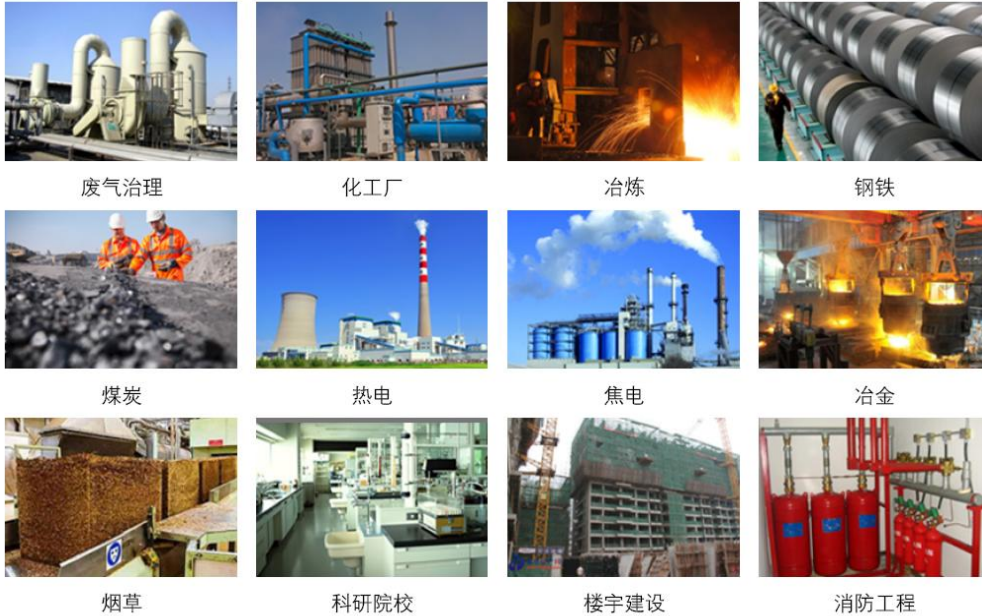 废气治理
化工厂
冶炼
钢铁
煤炭
热电
焦电
冶金
烟草
科研院校
楼宇建设
消防工程